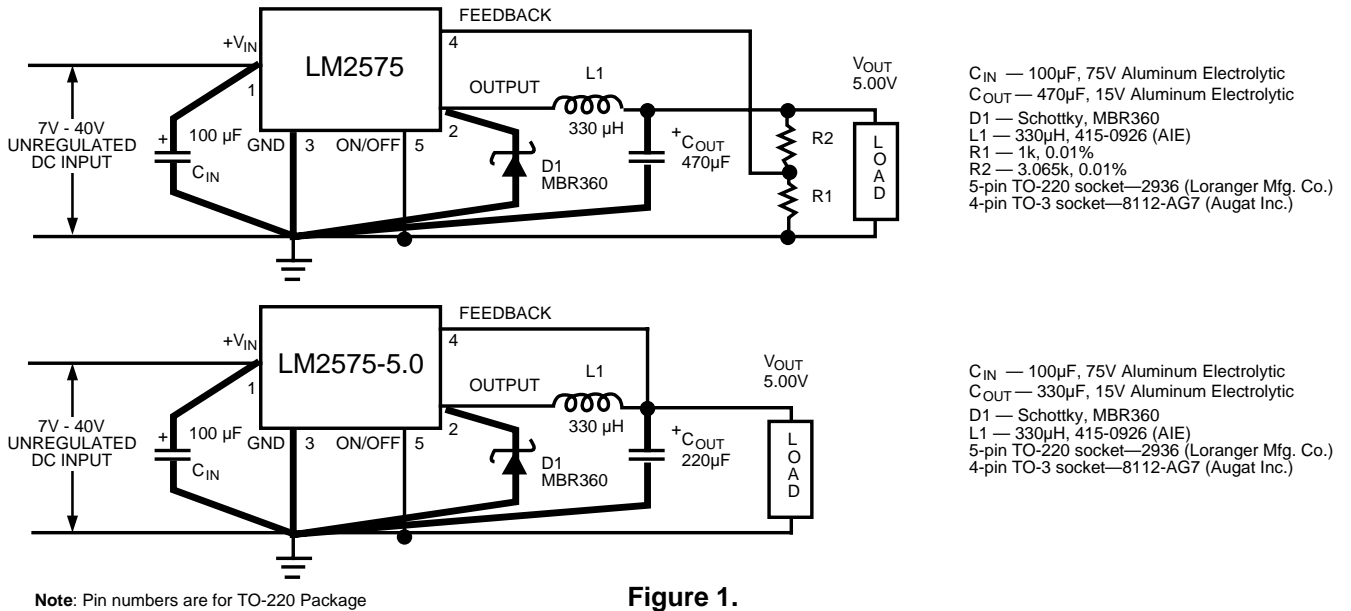 FEEDBACK
+VIN
4
LM2575
L1
VOUT
5.00V
OUTPUT
1
2
330 µH
7V - 40V
UNREGULATED
DC INPUT
+
100 µF
CIN
GND
3
ON/OFF
5
D1
MBR360
+
COUT
470µF
R2
R1
LOAD
CIN — 100µF, 75V Aluminum Electrolytic
COUT — 470µF, 15V Aluminum Electrolytic
D1 — Schottky, MBR360
L1 — 330µH, 415-0926 (AIE)
R1 — 1k, 0.01%
R2 — 3.065k, 0.01%
5-pin TO-220 socket—2936 (Loranger Mfg. Co.)
4-pin TO-3 socket—8112-AG7 (Augat Inc.)
FEEDBACK
+VIN
4
LM2575-5.0
L1
VOUT
5.00V
OUTPUT
1
2
330 µH
7V - 40V
UNREGULATED
DC INPUT
+
100 µF
CIN
GND
3
ON/OFF
5
D1
MBR360
+
COUT
220µF
LOAD
CIN — 100µF, 75V Aluminum Electrolytic
COUT — 330µF, 15V Aluminum Electrolytic
D1 — Schottky, MBR360
L1 — 330µH, 415-0926 (AIE)
5-pin TO-220 socket—2936 (Loranger Mfg. Co.)
4-pin TO-3 socket—8112-AG7 (Augat Inc.)
Note: Pin numbers are for TO-220 Package
Figure 1.